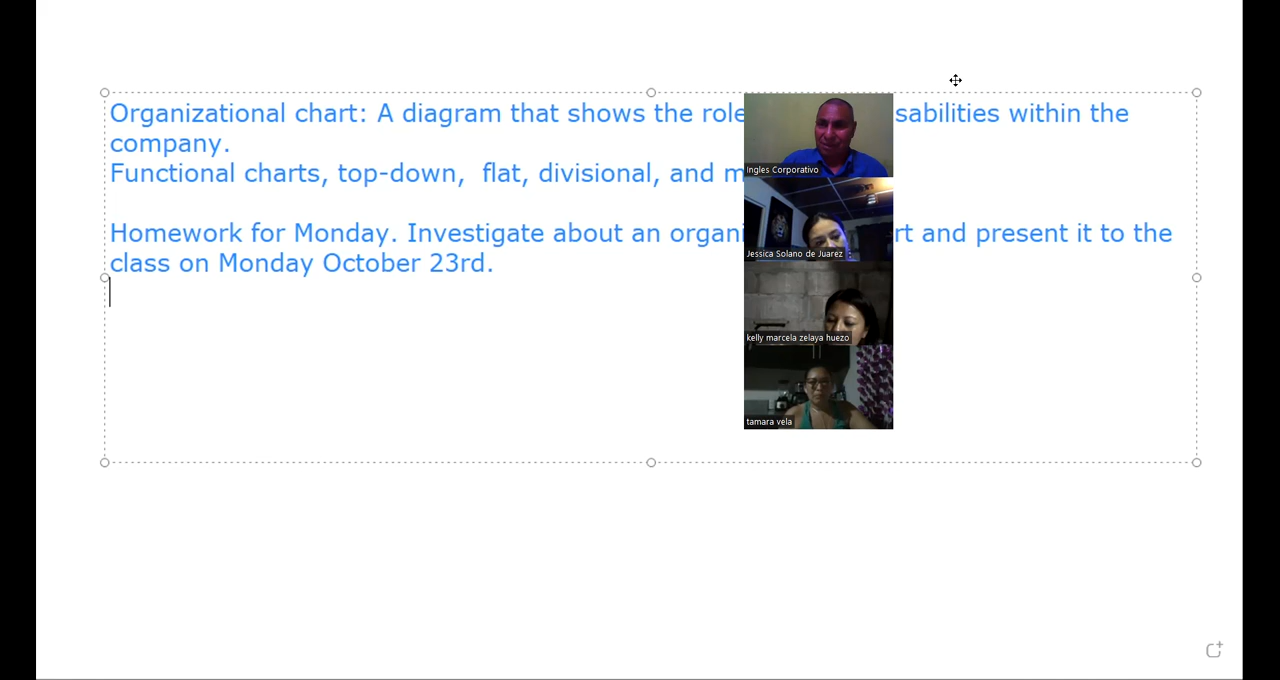 Organizational chart: A diagram that shows the role sabilities within the
company.
Functional charts, top-down, flat, divisional, and m
Homework for Monday. Investigate about an organi rt and present it to the
class on Monday October 23rd.
Ingles Corporativo
Jessica Solano de Juarez
kelly marcela zelaya huezo
tamara vela